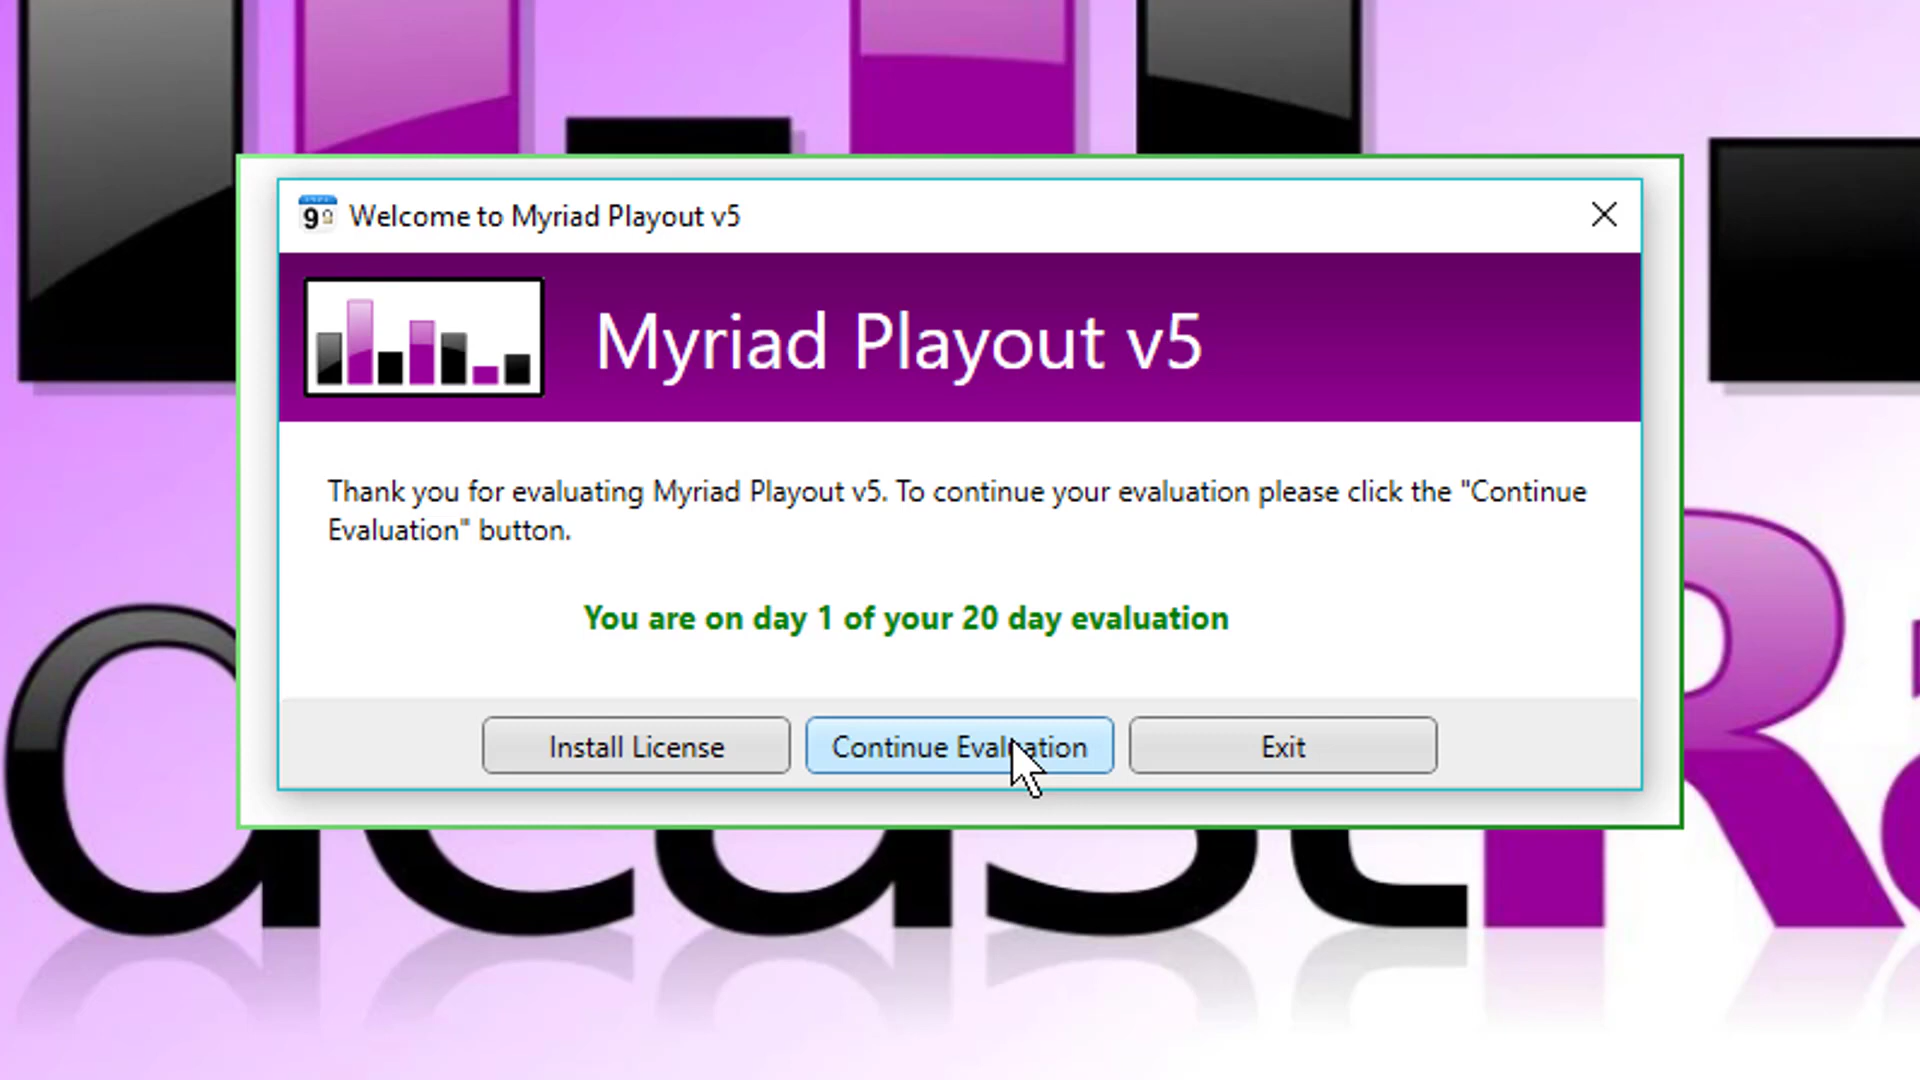 Welcome to Myriad Playout v5
Myriad Playout v5
Thank you for evaluating Myriad Playout v5. To continue your evaluation please click the "Continue
Evaluation" button.
You are on day 1 of your 20 day evaluation
Install License
Continue Evaluation
Exit